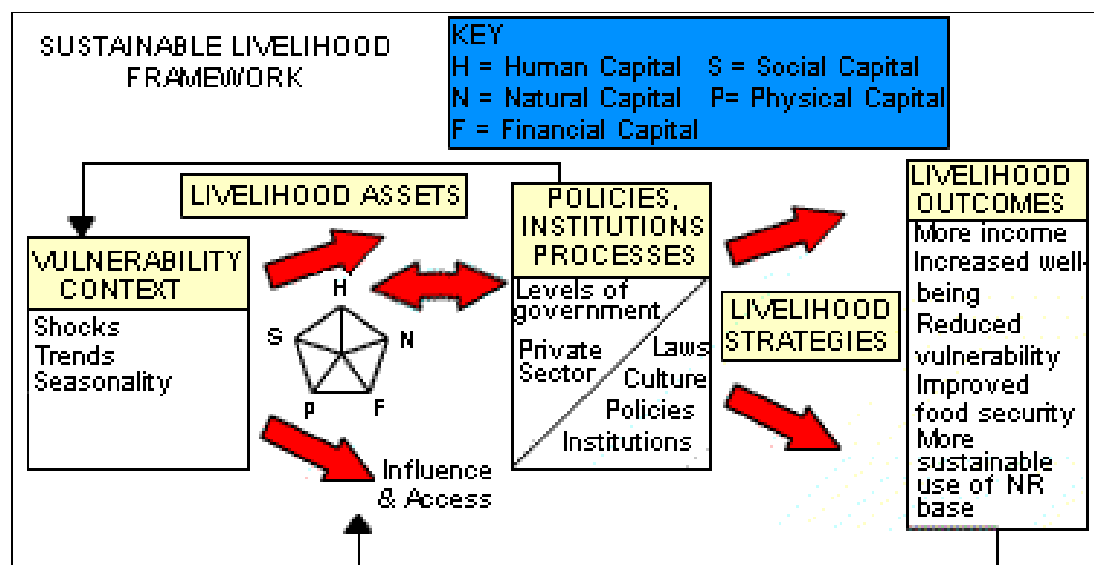 SUSTAINABLE LIVELIHOOD
FRAMEWORK
KEY
H = Human Capital S = Social Capital
N = Natural Capital P= Physical Capital
F = Financial Capital
LIVELIHOOD ASSETS
VULNERABILITY
CONTEXT
Shocks
Trends
Seasonality
H
S
N
P
F
Influence
& Access
POLICIES,
INSTITUTIONS
PROCESSES
Levels of
government
Private
Sector
Laws
Culture
Policies
Institutions
LIVELIHOOD
STRATEGIES
LIVELIHOOD
OUTCOMES
More income
Increased well-
being
Reduced
vulnerability
Improved
food security
More
sustainable
use of NR
base